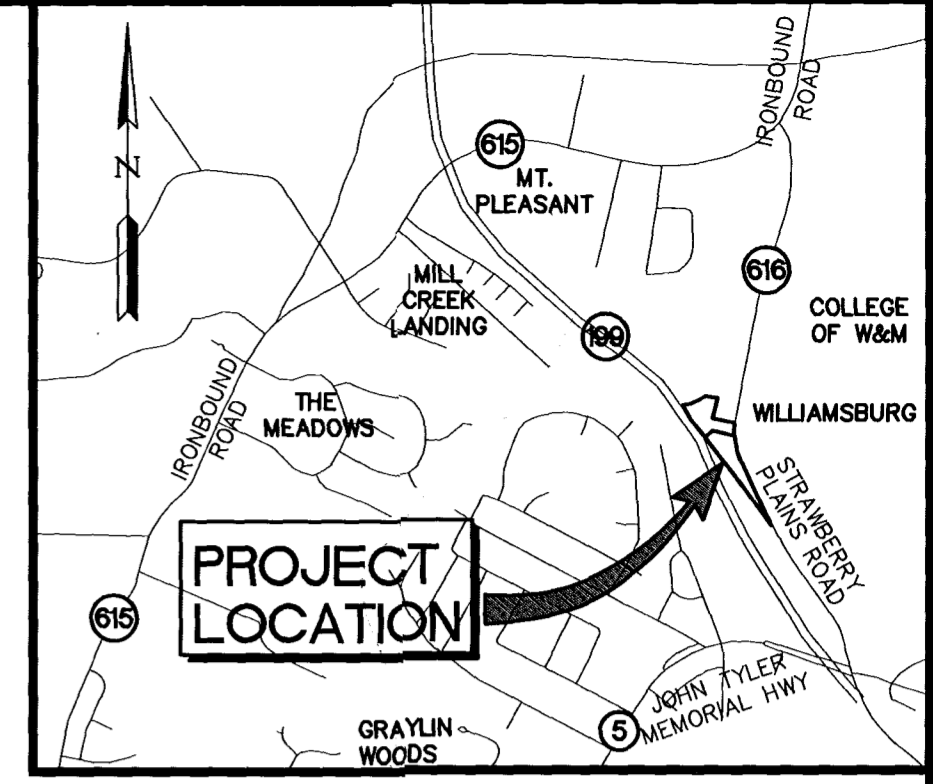 IRONBOUND
ROAD
N
615
MT.
PLEASANT
616
MILL
CREEK
LANDING
COLLEGE
OF W&M
199
IRONBOUND
ROAD
THE
MEADOWS
WILLIAMSBURG
STRAWBERRY
PLAINS ROAD
PROJECT
LOCATION
615
JOHN TYLER
MEMORIAL HWY
5
GRAYLIN
WOODS